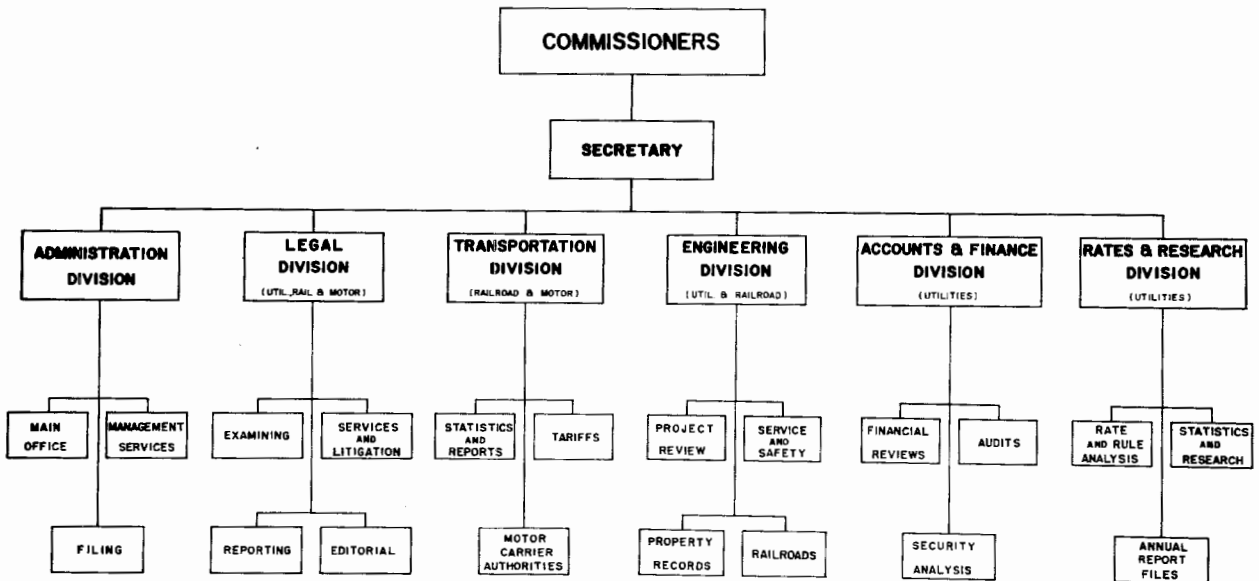 COMMISSIONERS
SECRETARY
ADMINISTRATION
DIVISION
LEGAL
DIVISION
(UTIL., RAIL & MOTOR)
TRANSPORTATION
DIVISION
(RAILROAD & MOTOR)
ENGINEERING
DIVISION
(UTIL. & RAILROAD)
ACCOUNTS & FINANCE
DIVISION
(UTILITIES)
RATES & RESEARCH
DIVISION
(UTILITIES)
MAIN
OFFICE
MANAGEMENT
SERVICES
EXAMINING
SERVICES
AND
LITIGATION
STATISTICS
AND
REPORTS
TARIFFS
PROJECT
REVIEW
SERVICE
AND
SAFETY
FINANCIAL
REVIEWS
AUDITS
RATE
AND RULE
ANALYSIS
STATISTICS
AND
RESEARCH
FILING
REPORTING
EDITORIAL
MOTOR
CARRIER
AUTHORITIES
PROPERTY
RECORDS
RAILROADS
SECURITY
ANALYSIS
ANNUAL
REPORT
FILES